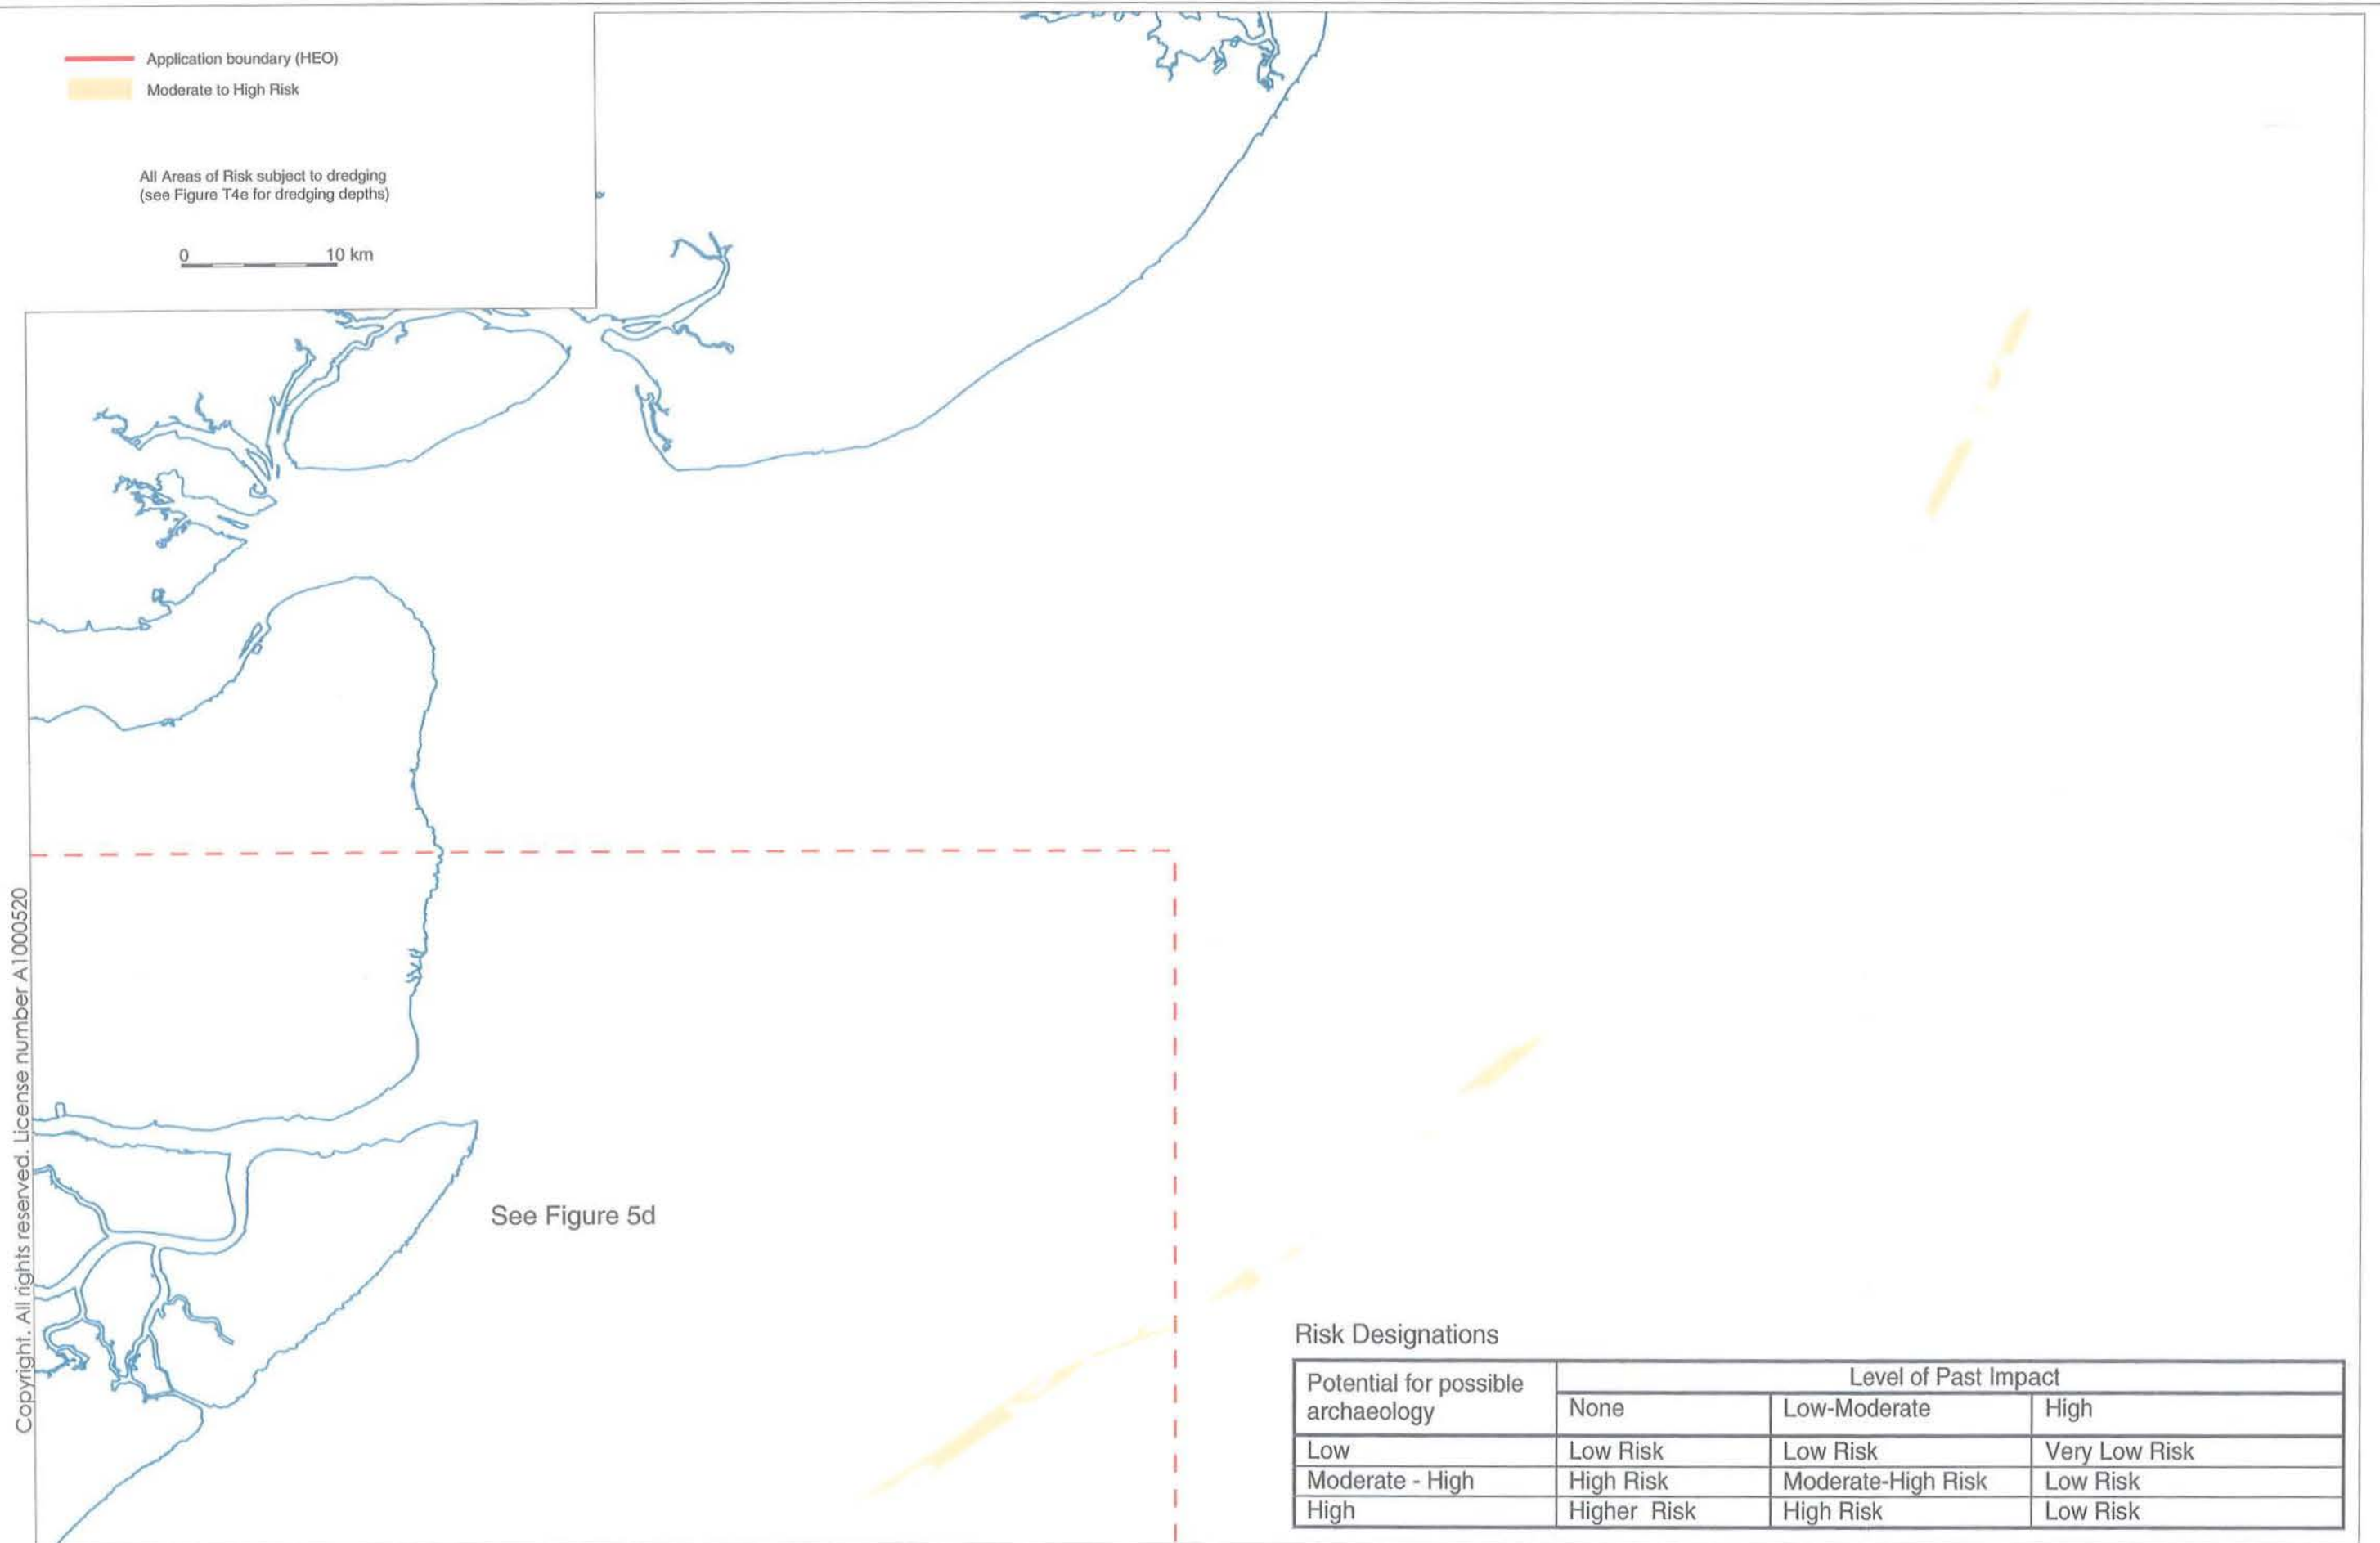 Application boundary (HEO)
Moderate to High Risk
All Areas of Risk subject to dredging
(see Figure T4e for dredging depths)
0 10 km
Copyright. All rights reserved. License number A1000520
See Figure 5d
Risk Designations
Potential for possible archaeology
Level of Past Impact
None Low-Moderate High
Low Low Risk Low Risk Very Low Risk
Moderate - High High Risk Moderate-High Risk Low Risk
High Higher Risk High Risk Low Risk